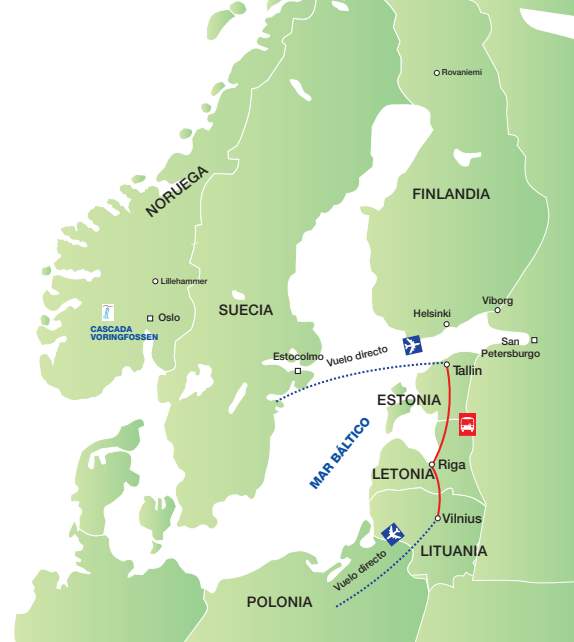 Rovaniemi
NORUEGA
FINLANDIA
Lillehammer
Viborg
SUECIA
Helsinki
Oslo
CASCADA
VORINGFOSSEN
San
Petersburgo
Estocolmo
Vuelo directo
Tallin
ESTONIA
MAR BÁLTICO
Riga
LETONIA
Vilnius
LITUANIA
Vuelo directo
POLONIA